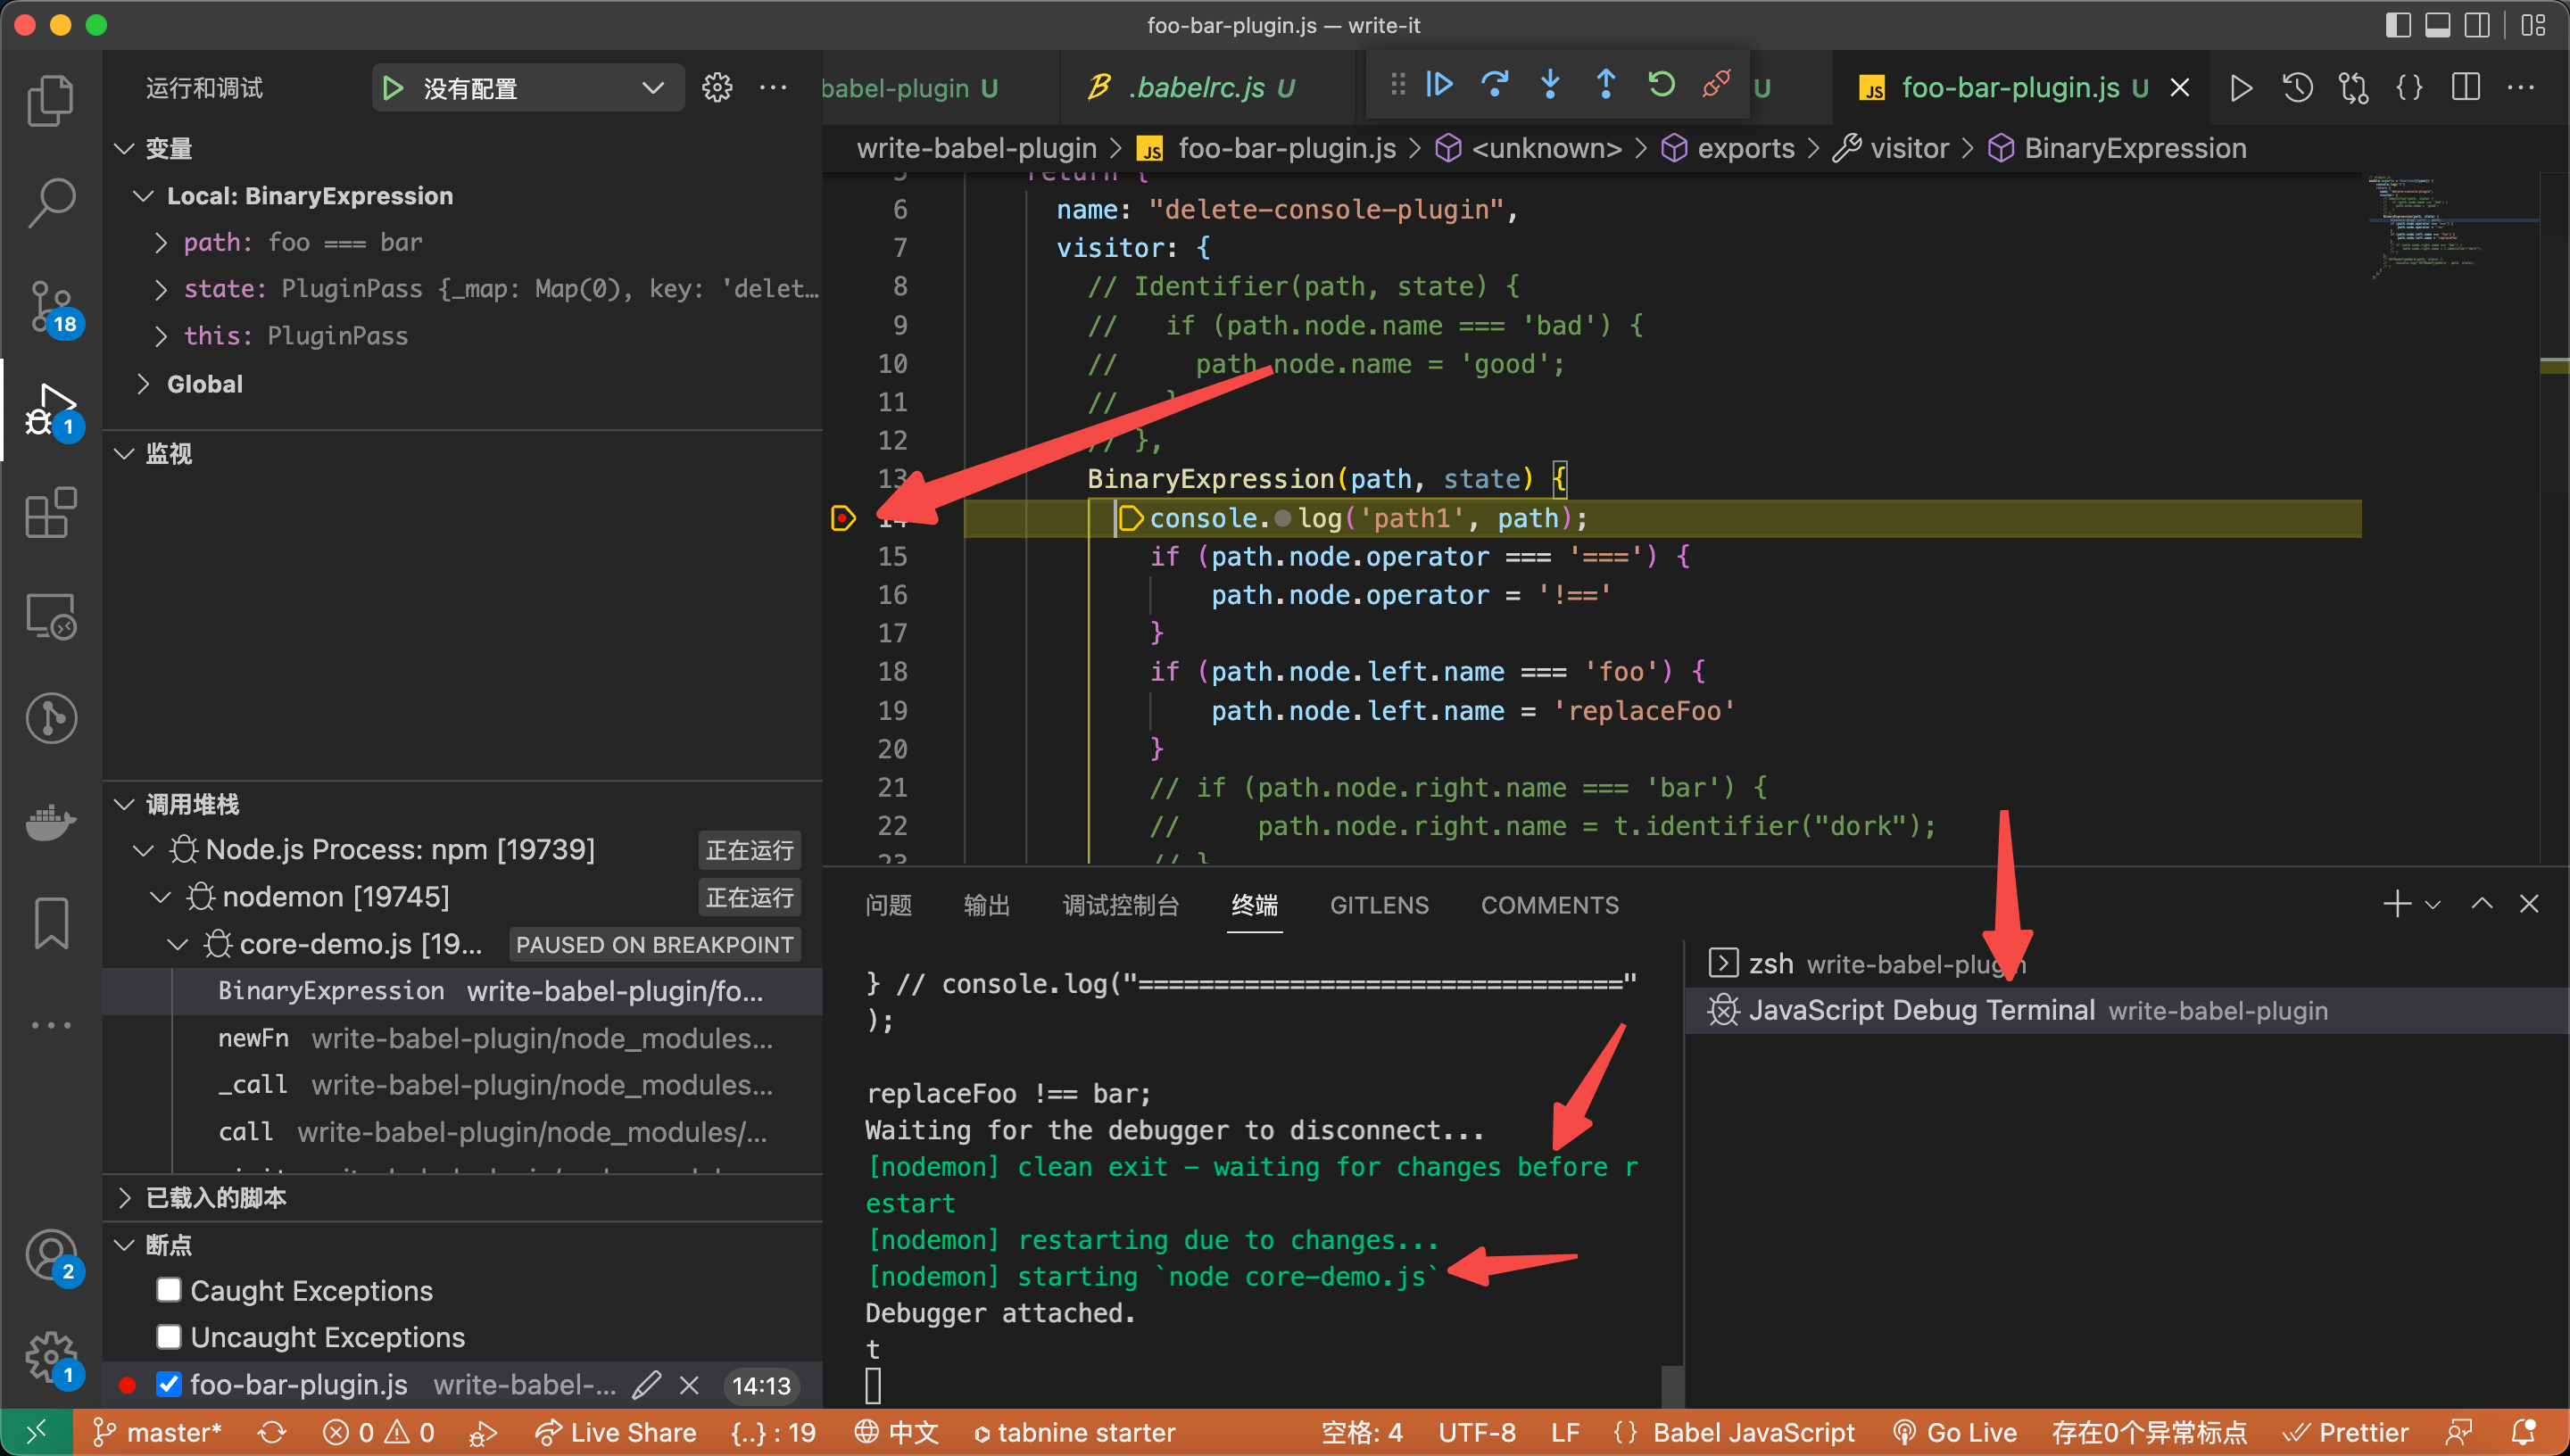 foo-bar-plugin.js — write-it
运行和调试
没有配置
babel-plugin U
.babelrc.js U
U
JS foo-bar-plugin.js U
变量
Local: BinaryExpression
path: foo === bar
state: PluginPass {_map: Map(0), key: 'delet…
this: PluginPass
Global
18
1
监视
调用堆栈
Node.js Process: npm [19739] 正在运行
nodemon [19745] 正在运行
core-demo.js [19... PAUSED ON BREAKPOINT
BinaryExpression write-babel-plugin/fo...
newFn write-babel-plugin/node_modules...
_call write-babel-plugin/node_modules...
call write-babel-plugin/node_modules/...
已载入的脚本
断点
Caught Exceptions
Uncaught Exceptions
foo-bar-plugin.js write-babel-... 14:13
2
1
write-babel-plugin > JS foo-bar-plugin.js > <unknown> > exports > visitor > BinaryExpression
return {
6 name: "delete-console-plugin",
7 visitor: {
8 // Identifier(path, state) {
9 // if (path.node.name === 'bad') {
10 // path.node.name = 'good';
11 // }
12 // },
13 BinaryExpression(path, state) {
14 console.log('path1', path);
15 if (path.node.operator === '===') {
16 path.node.operator = '!=='
17 }
18 if (path.node.left.name === 'foo') {
19 path.node.left.name = 'replaceFoo'
20 }
21 // if (path.node.right.name === 'bar') {
22 // path.node.right.name = t.identifier("dork");
23 // }
问题 输出 调试控制台 终端 GITLENS COMMENTS
} // console.log("================================"
);
replaceFoo !== bar;
Waiting for the debugger to disconnect...
[nodemon] clean exit - waiting for changes before r
estart
[nodemon] restarting due to changes...
[nodemon] starting `node core-demo.js`
Debugger attached.
t
zsh write-babel-plugin
JavaScript Debug Terminal write-babel-plugin
master* 0 0 Live Share {..} : 19 中文 tabnine starter 空格: 4 UTF-8 LF {} Babel JavaScript Go Live 存在0个异常标点 Prettier